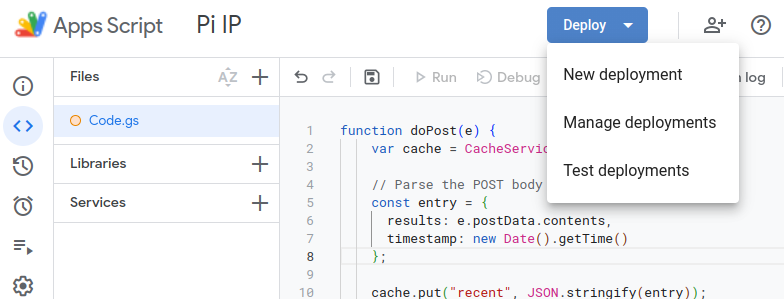 Apps Script
Pi IP
Deploy
New deployment
Manage deployments
Test deployments
Files
AZ
Code.gs
Libraries
Services
Run
Debug
log
1 function doPost(e) {
2 var cache =
3
4 // Parse the POST body
5 const entry = {
6 results: e.postData.contents,
7 timestamp: new Date().getTime()
8 };
9
10 cache.put("recent", JSON.stringify(entry));